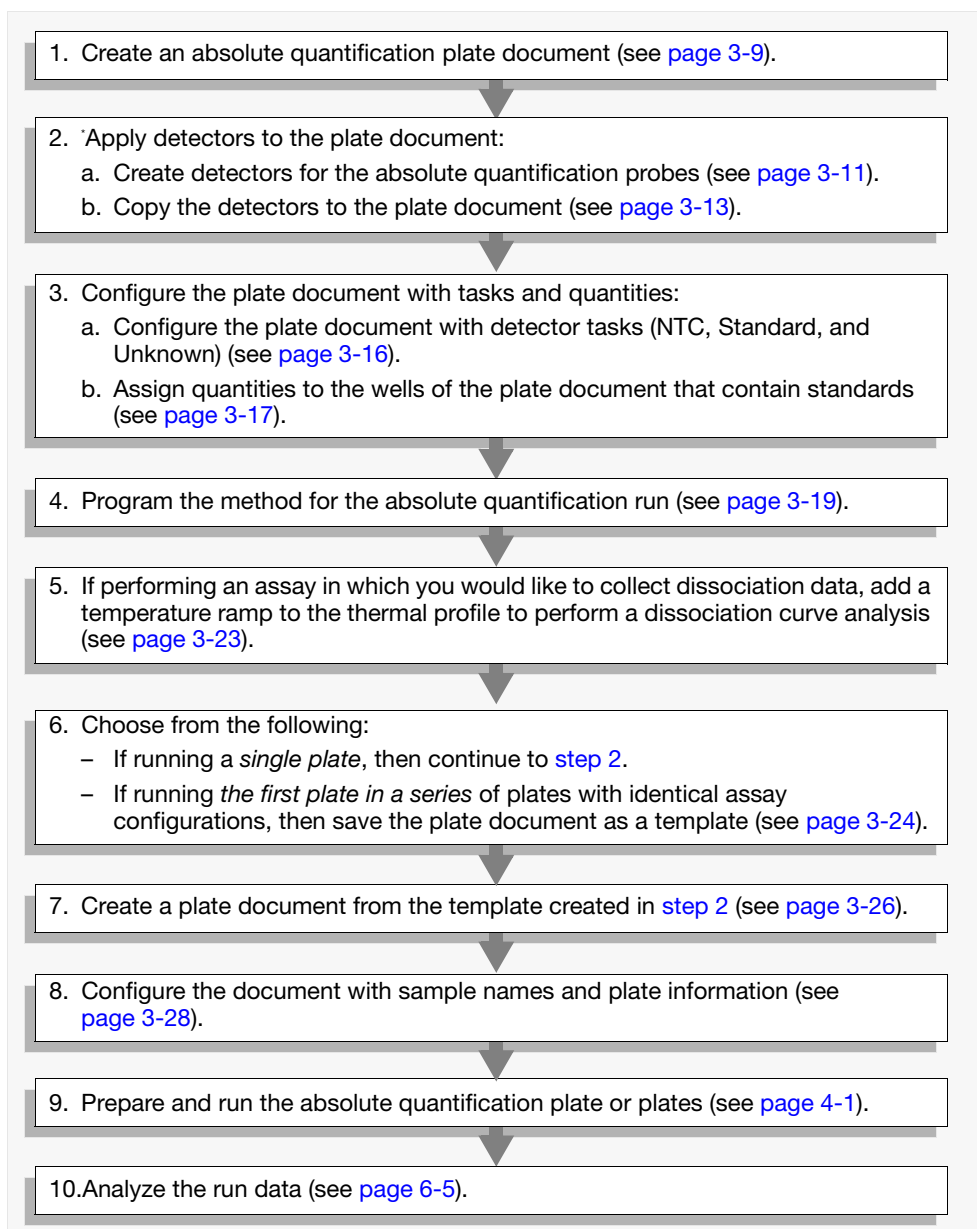 1. Create an absolute quantification plate document (see page 3-9).
2. *Apply detectors to the plate document:
a. Create detectors for the absolute quantification probes (see page 3-11).
b. Copy the detectors to the plate document (see page 3-13).
3. Configure the plate document with tasks and quantities:
a. Configure the plate document with detector tasks (NTC, Standard, and
Unknown) (see page 3-16).
b. Assign quantities to the wells of the plate document that contain standards
(see page 3-17).
4. Program the method for the absolute quantification run (see page 3-19).
5. If performing an assay in which you would like to collect dissociation data, add a
temperature ramp to the thermal profile to perform a dissociation curve analysis
(see page 3-23).
6. Choose from the following:
– If running a single plate, then continue to step 2.
– If running the first plate in a series of plates with identical assay
configurations, then save the plate document as a template (see page 3-24).
7. Create a plate document from the template created in step 2 (see page 3-26).
8. Configure the document with sample names and plate information (see
page 3-28).
9. Prepare and run the absolute quantification plate or plates (see page 4-1).
10.Analyze the run data (see page 6-5).